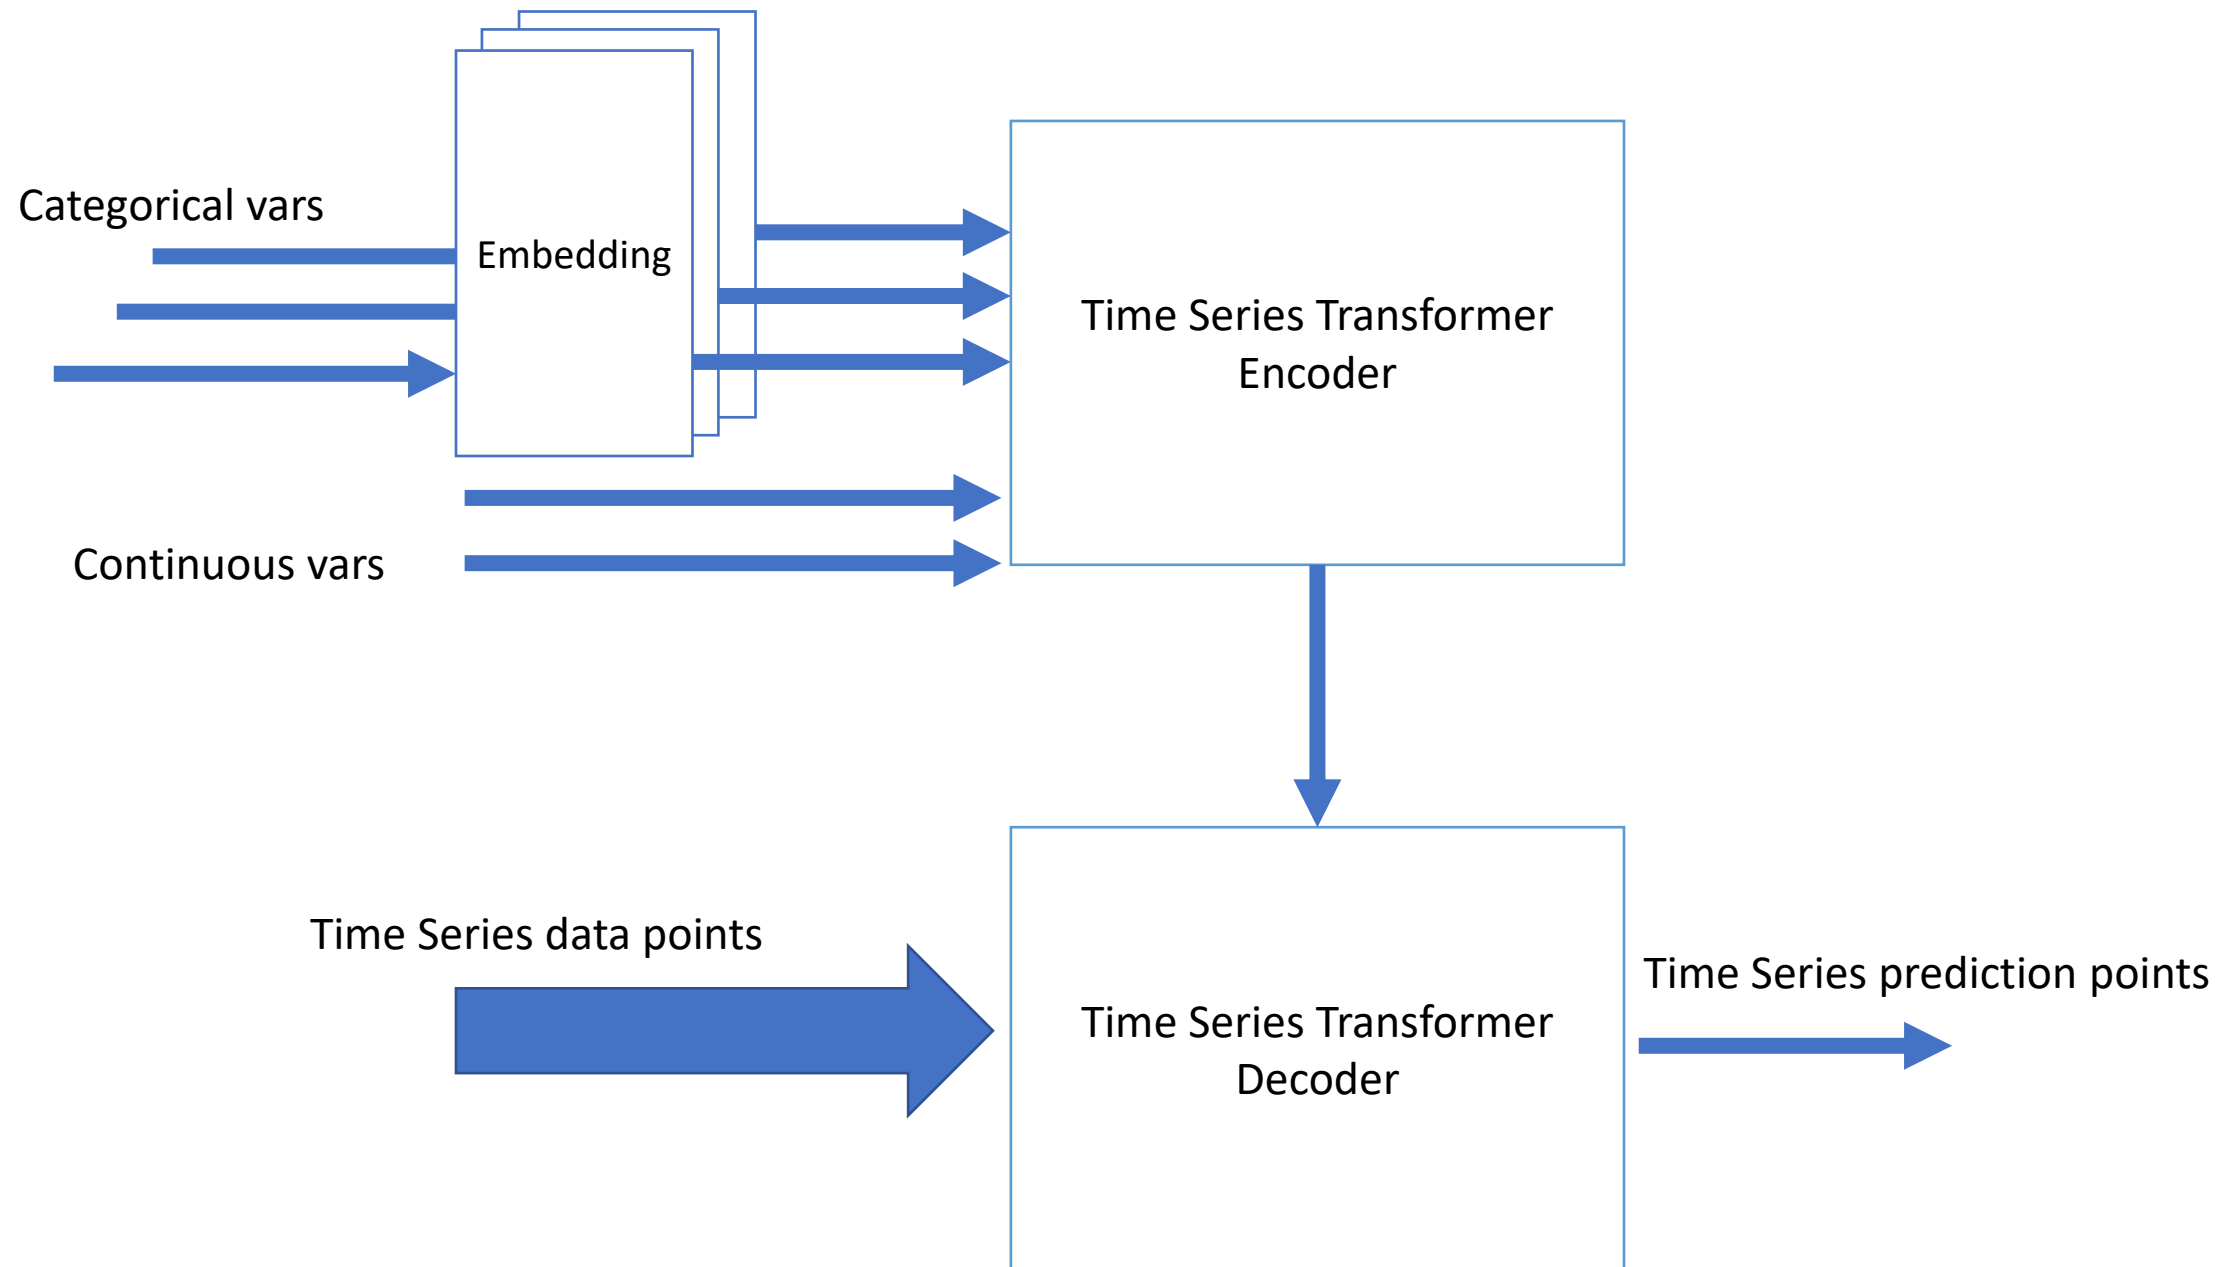 Categorical vars
Embedding
Time Series Transformer
Encoder
Continuous vars
Time Series data points
Time Series Transformer
Decoder
Time Series prediction points